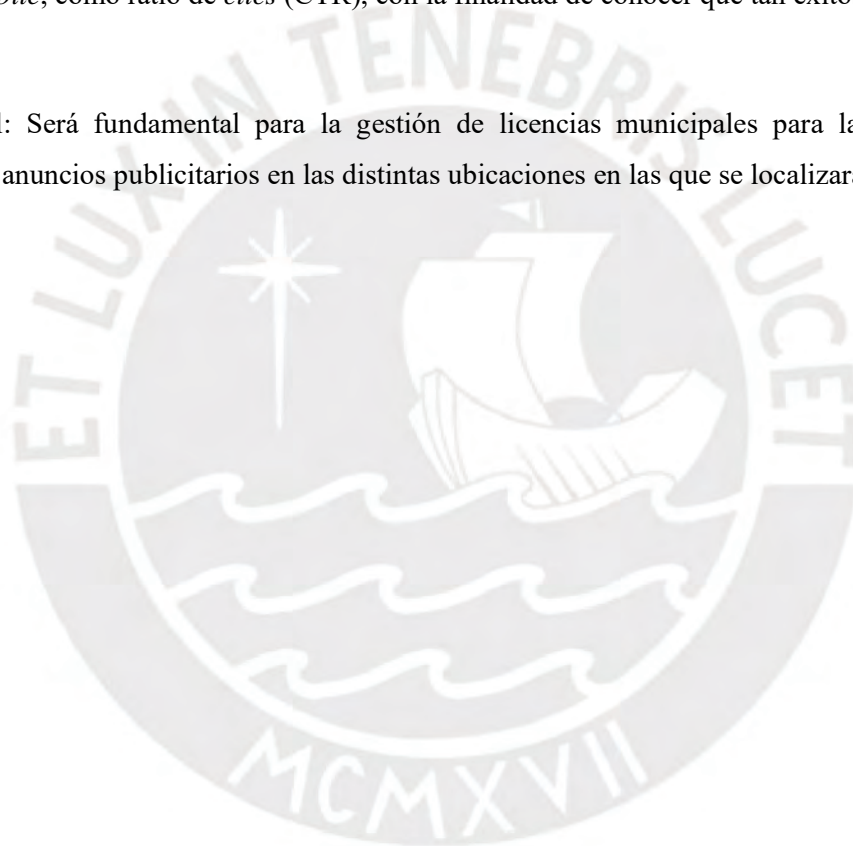 como ratio de clics (CTR), con la finalidad de conocer que tan
: Será fundamental para la gestión de licencias municipales para la
anuncios publicitarios en las distintas ubicaciones en las que se
ET LUX IN TENEBRIS LUCET
MCMXVII